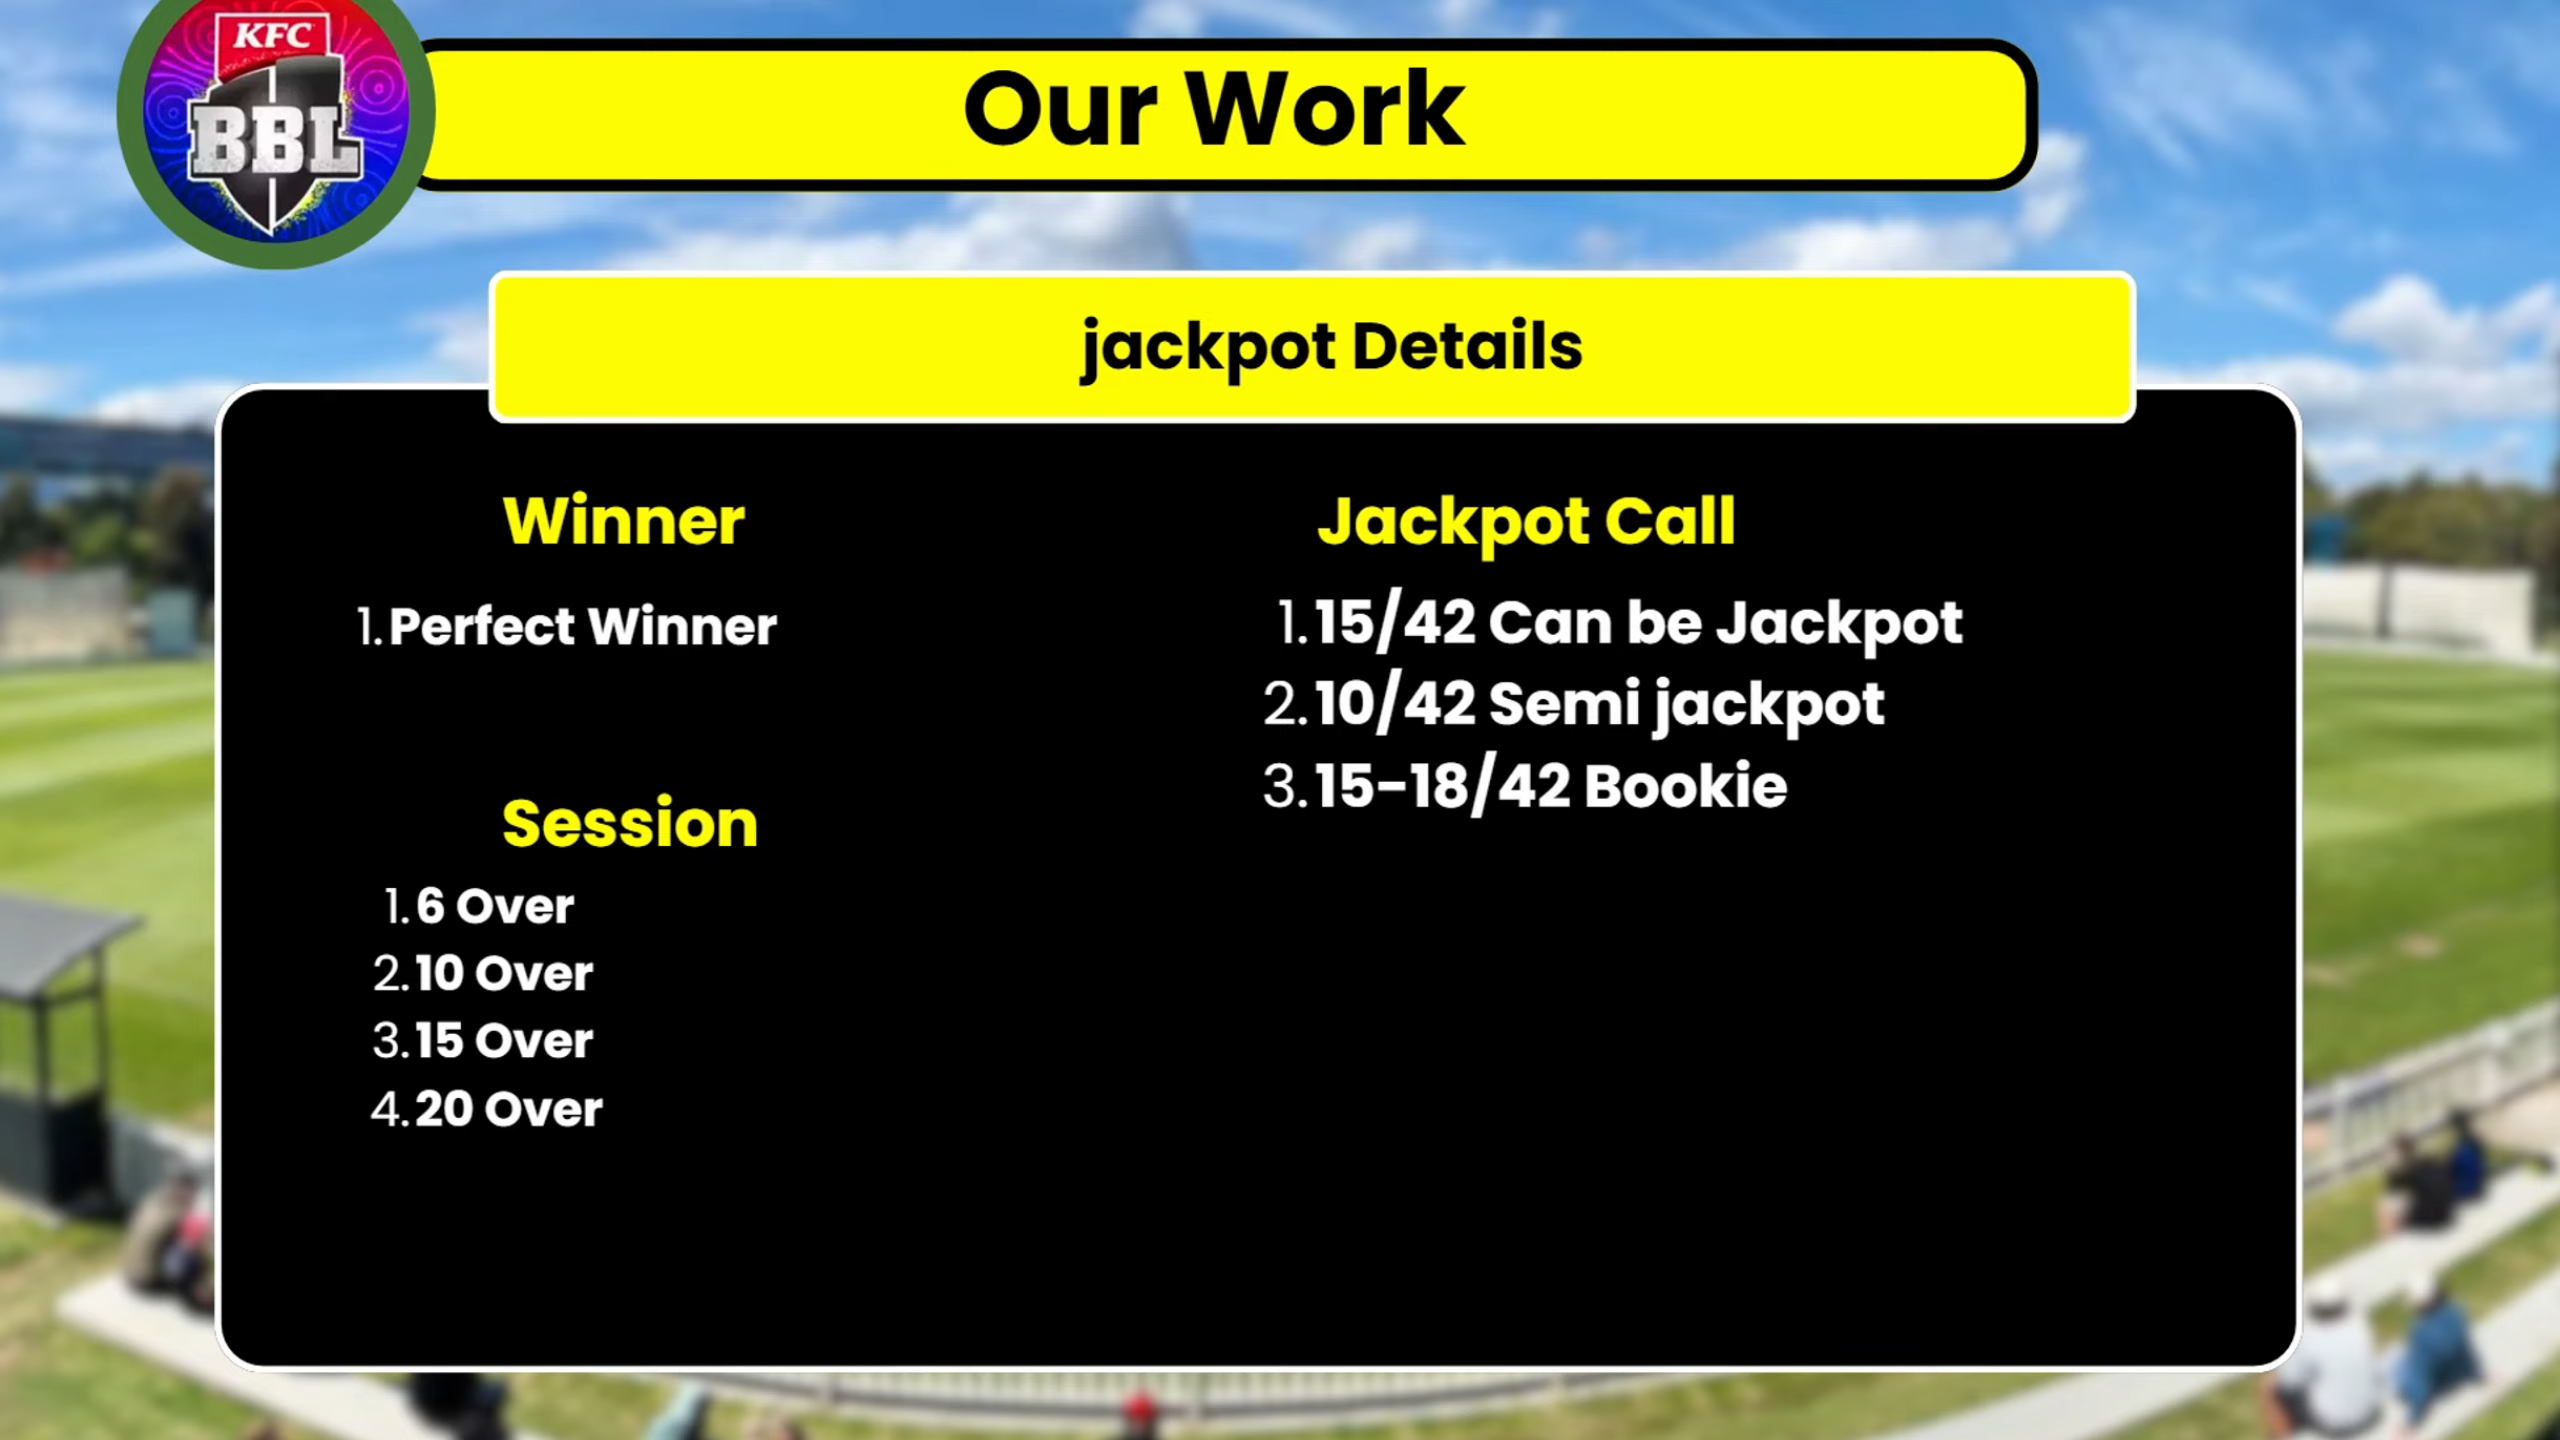 KFC
BBL
Our Work
jackpot Details
Winner
1. Perfect Winner
Session
1. 6 Over
2. 10 Over
3. 15 Over
4. 20 Over
Jackpot Call
1. 15/42 Can be Jackpot
2. 10/42 Semi jackpot
3. 15-18/42 Bookie